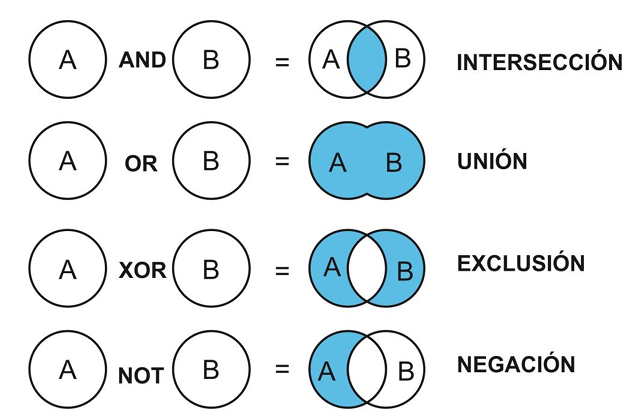 A AND B = A B INTERSECCIÓN
A OR B = A B UNIÓN
A XOR B = A B EXCLUSIÓN
A NOT B = A B NEGACIÓN